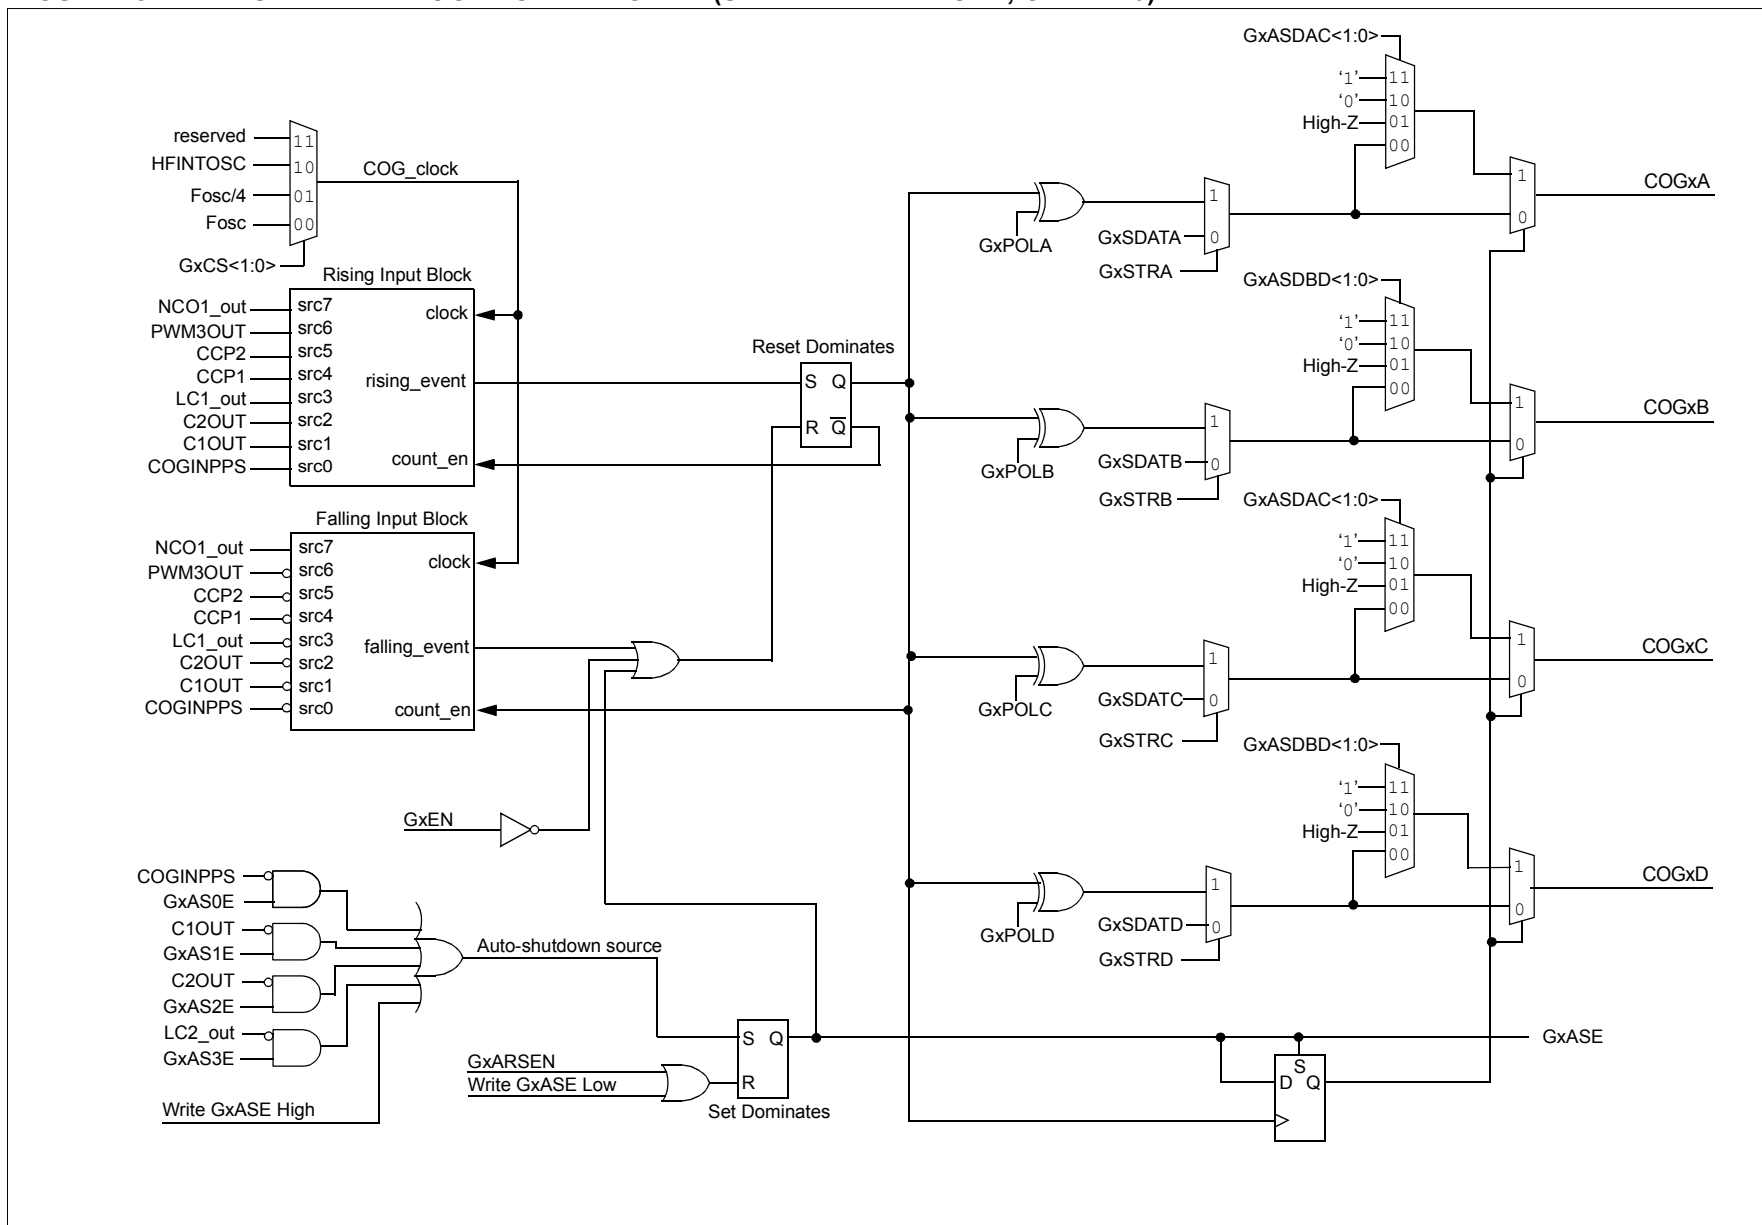 GxASDAC<1:0>
'1' 11
'0' 10
High-Z 01
00
reserved 11
HFINTOSC 10
Fosc/4 01
Fosc 00
GxCS<1:0>
COG_clock
1
0
COGxA
GxPOLA
1
GxSDATA 0
GxSTRA
Rising Input Block
NCO1_out src7
PWM3OUT src6
CCP2 src5
CCP1 src4
LC1_out src3
C2OUT src2
C1OUT src1
COGINPPS src0
clock
rising_event
count_en
Reset Dominates
S Q
R Q
GxASDBD<1:0>
'1' 11
'0' 10
High-Z 01
00
1
0
COGxB
GxPOLB
1
GxSDATB 0
GxSTRB
Falling Input Block
NCO1_out src7
PWM3OUT src6
CCP2 src5
CCP1 src4
LC1_out src3
C2OUT src2
C1OUT src1
COGINPPS src0
clock
falling_event
count_en
GxASDAC<1:0>
'1' 11
'0' 10
High-Z 01
00
1
0
COGxC
GxPOLC
1
GxSDATC 0
GxSTRC
GxEN
GxASDBD<1:0>
'1' 11
'0' 10
High-Z 01
00
1
0
COGxD
GxPOLD
1
GxSDATD 0
GxSTRD
COGINPPS
GxAS0E
C1OUT
GxAS1E
C2OUT
GxAS2E
LC2_out
GxAS3E
Write GxASE High
Auto-shutdown source
GxARSEN
Write GxASE Low
S Q
R
Set Dominates
S
D Q
GxASE